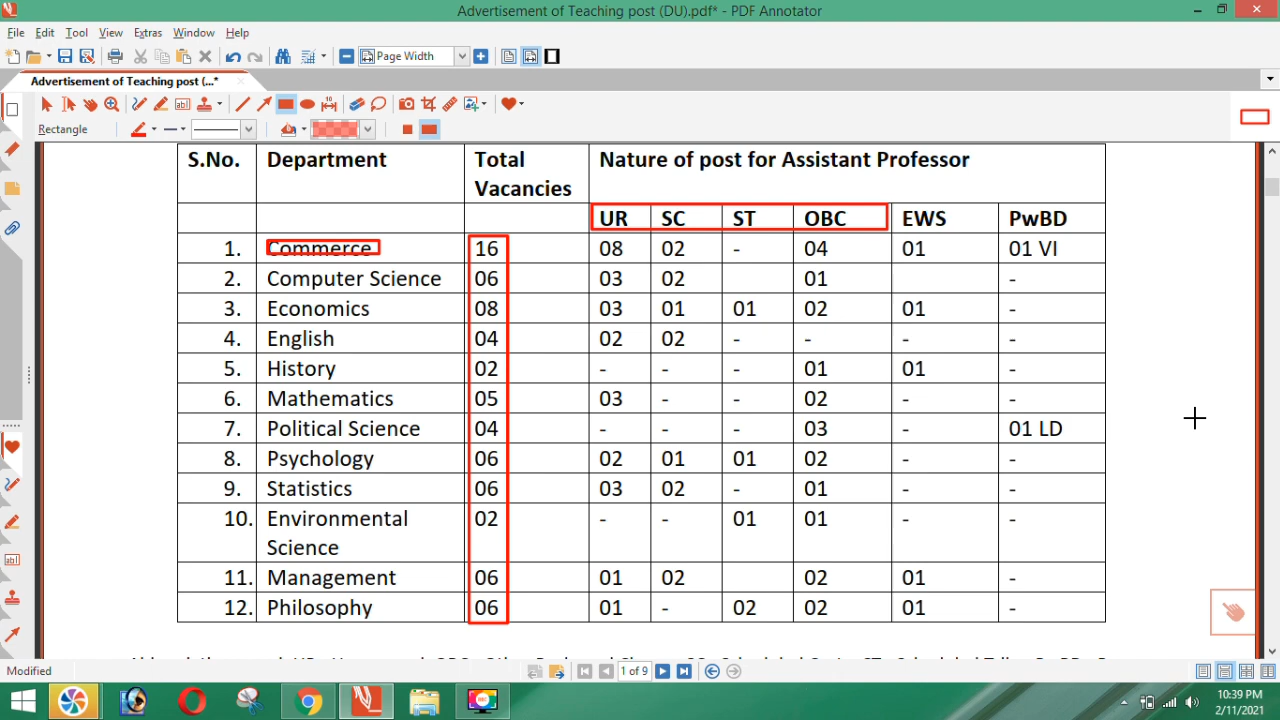 Advertisement of Teaching post (DU).pdf* - PDF Annotator
File Edit Tool View Extras Window Help
Page Width
Advertisement of Teaching post (...*
Rectangle
S.No. Department Total Vacancies Nature of post for Assistant Professor
UR SC ST OBC EWS PwBD
1. Commerce 16 08 02 - 04 01 01 VI
2. Computer Science 06 03 02 01 -
3. Economics 08 03 01 01 02 01 -
4. English 04 02 02 - - - -
5. History 02 - - - 01 01 -
6. Mathematics 05 03 - - 02 - -
7. Political Science 04 - - - 03 - 01 LD
8. Psychology 06 02 01 01 02 - -
9. Statistics 06 03 02 - 01 - -
10. Environmental Science 02 - - 01 01 - -
11. Management 06 01 02 02 01 -
12. Philosophy 06 01 - 02 02 01 -
Modified
1 of 9
10:39 PM
2/11/2021